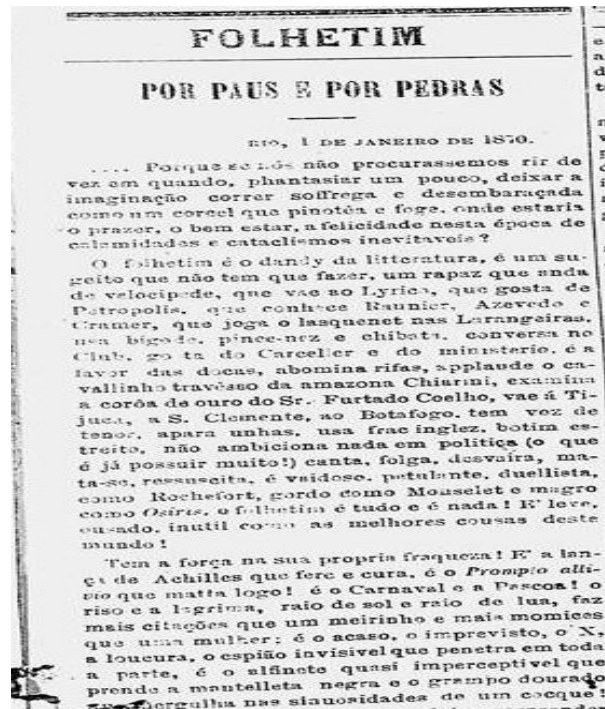 FOLHETIM
POR PAUS E POR PEDRAS
RIO, 1 DE JANEIRO DE 1870.
.... Porque se nós não procurassemos rir de
vez em quando, phantasiar um pouco, deixar a
imaginação correr soffrega e desembaraçada
como um corcel que pinotêa e foge, onde estaria
o prazer, o bem estar, a felicidade nesta época de
calamidades e cataclismos inevitaveis?
O folhetim é o dandy da litteratura, é um su-
geito que não tem que fazer, um rapaz que anda
de velocipede, que vae ao Lyrico, que gosta de
Petropolis, que conhece Raunier, Azevedo e
Cramer, que joga o lasquenet nas Larangeiras,
usa bigode, pince-nez e chibata, conversa no
Club, gosta do Carceller e do ministerio, é a
favor das docas, abomina rifas, applaude o ca-
vallinho travêsso da amazona Chiarini, examina
a corôa de ouro do Sr. Furtado Coelho, vae á Ti-
juca, a S. Clemente, ao Botafogo, tem voz de
tenor, apara unhas, usa frac inglez, botim es-
treito, não ambiciona nada em politica (o que
é já possuir muito!) canta, folga, desvaíra, ma-
ta-se, ressuscita, é vaidoso, petulante, duellista,
como Rochefort, gordo como Monselet e magro
como Osiris, o folhetim é tudo e é nada! E' leve,
ousado, inutil como as melhores cousas deste
mundo!
Tem a força na sua propria fraqueza! E' a lan-
ça de Achilles que fere e cura, é o Prompto alli-
vio que matta logo! é o Carnaval e a Pascoa! o
riso e a lagrima, raio de sol e raio de lua, faz
mais citações que um meirinho e mais momices
que uma mulher; é o acaso, o imprevisto, o X,
a loucura, o espião invisivel que penetra em toda
a parte, é o alfinete quasi imperceptivel que
prende a mantelleta negra e o grampo dourado
que mergulha nas sinuosidades de um cocque!